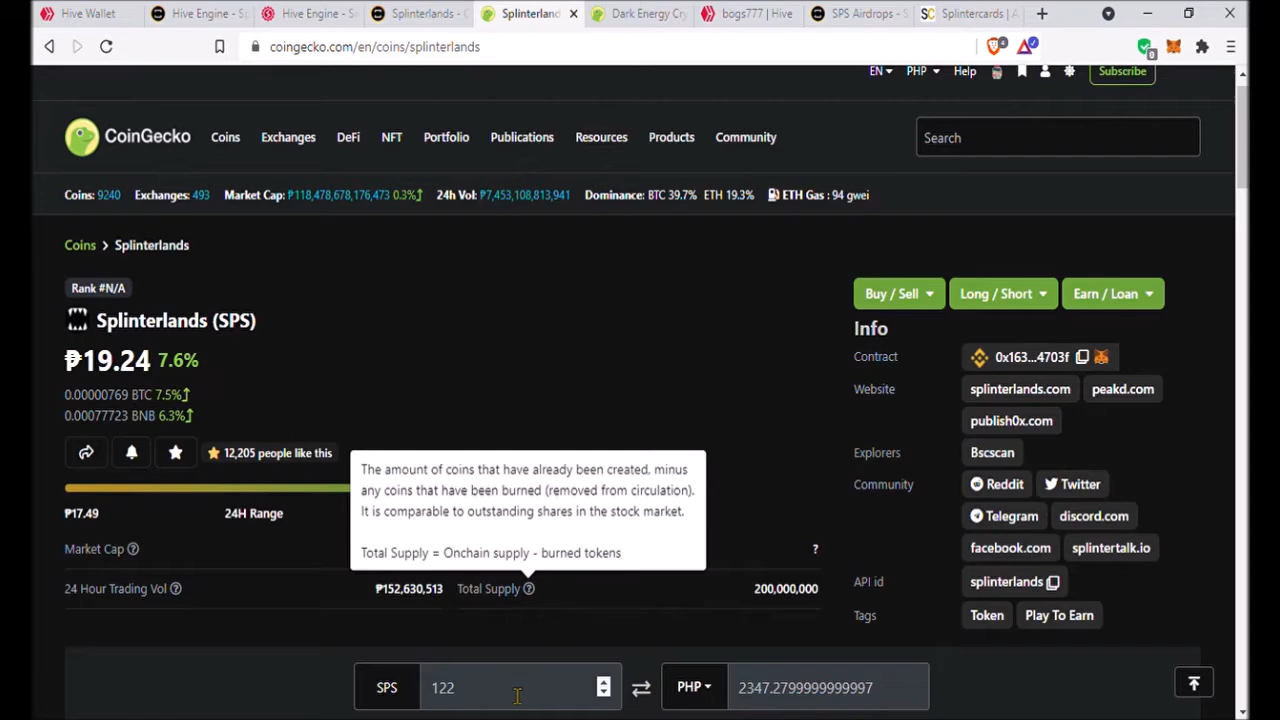 Hive Wallet
Hive Engine - Sp
Hive Engine - Sm
Splinterlands - C
Splinterland
Dark Energy Cry
bogs777 | Hive
SPS Airdrops - S
Splintercards | A
coingecko.com/en/coins/splinterlands
EN PHP Help Subscribe
CoinGecko Coins Exchanges DeFi NFT Portfolio Publications Resources Products Community Search
Coins: 9240 Exchanges: 493 Market Cap: ₱118,478,678,176,473 0.3% 24h Vol: ₱7,453,108,813,941 Dominance: BTC 39.7% ETH 19.3% ETH Gas : 94 gwei
Coins > Splinterlands
Rank #N/A
Splinterlands (SPS)
₱19.24 7.6%
0.00000769 BTC 7.5%
0.00077723 BNB 6.3%
12,205 people like this
₱17.49 24H Range
Market Cap ?
24 Hour Trading Vol ₱152,630,513
Total Supply 200,000,000
The amount of coins that have already been created, minus
any coins that have been burned (removed from circulation).
It is comparable to outstanding shares in the stock market.
Total Supply = Onchain supply - burned tokens
Buy / Sell Long / Short Earn / Loan
Info
Contract 0x163...4703f
Website splinterlands.com peakd.com
publish0x.com
Explorers Bscscan
Community Reddit Twitter
Telegram discord.com
facebook.com splintertalk.io
API id splinterlands
Tags Token Play To Earn
SPS 122 PHP 2347.2799999999997